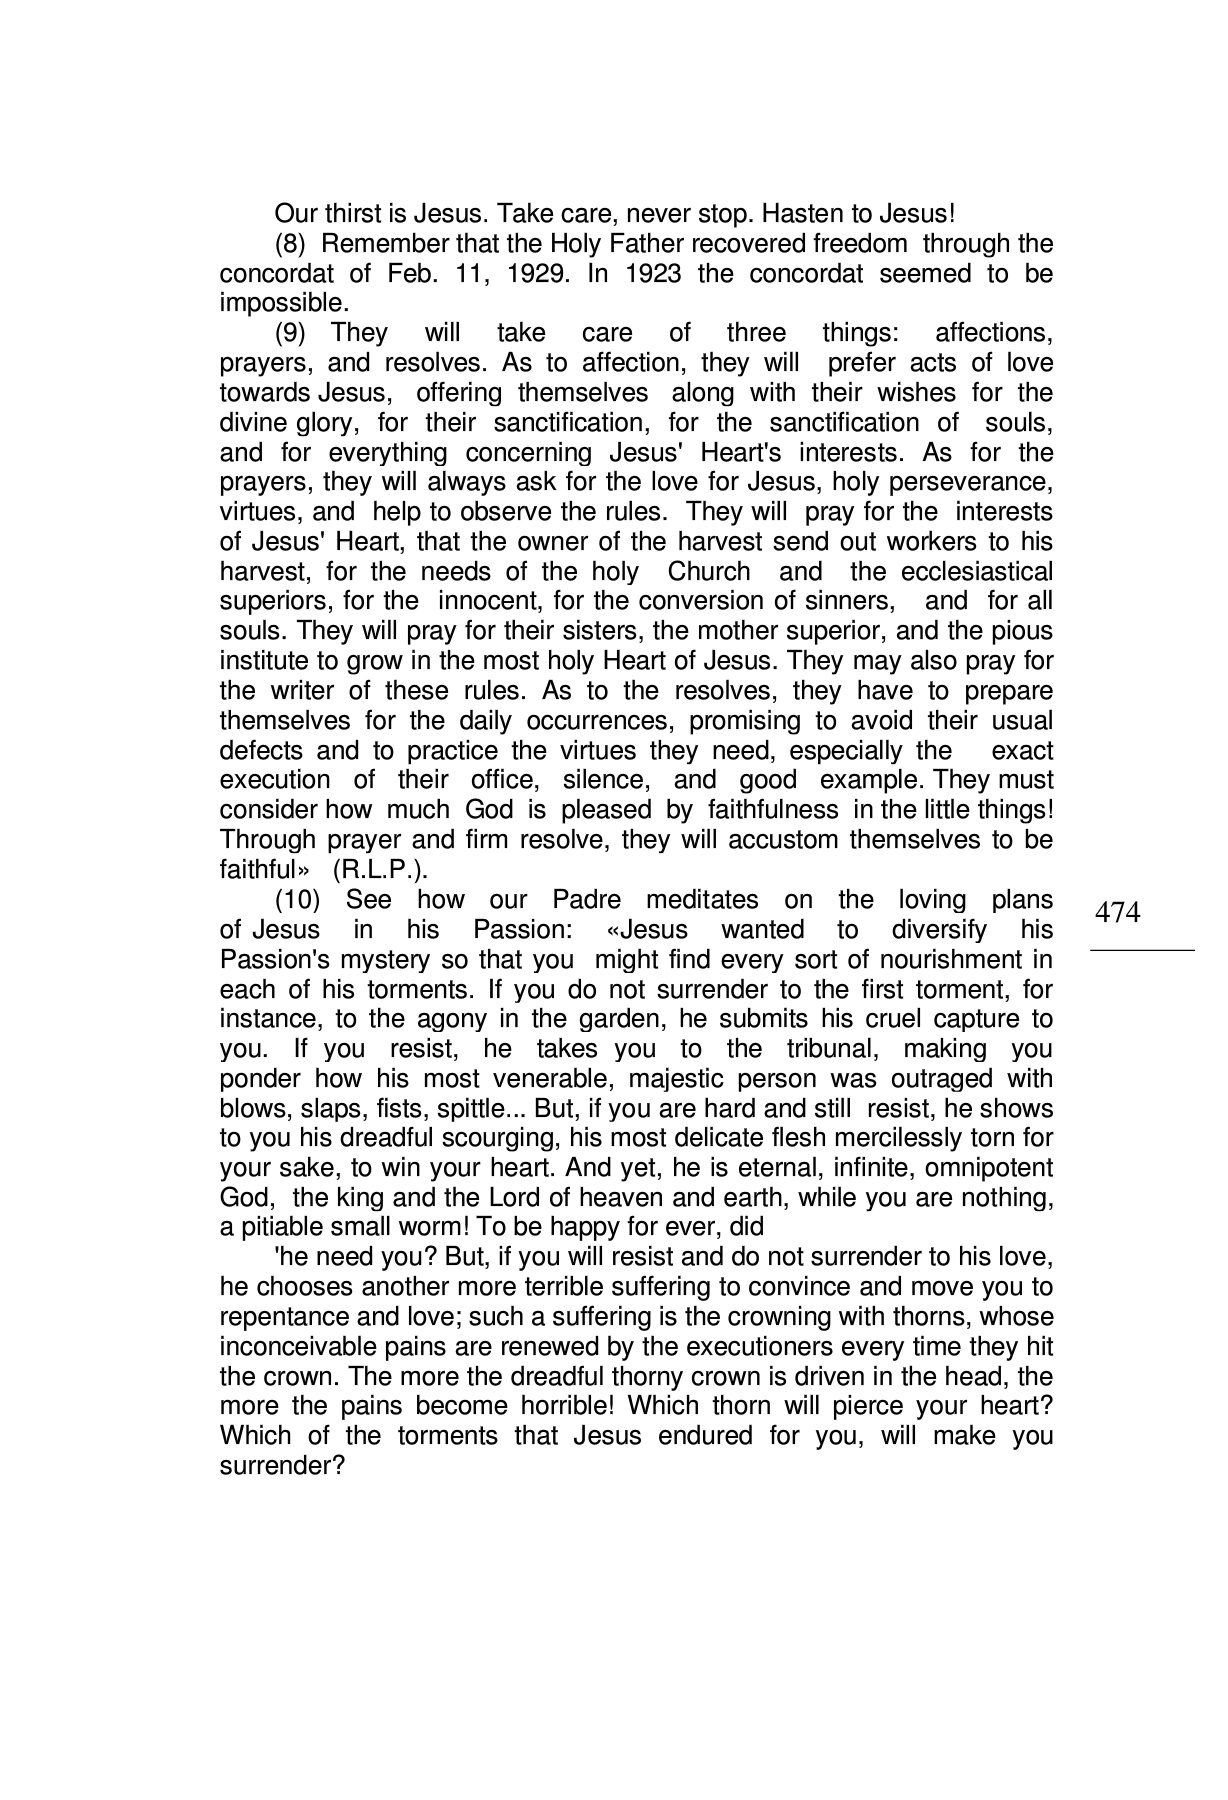 Our thirst is Jesus. Take care, never stop. Hasten to Jesus!
(8) Remember that the Holy Father recovered freedom through the
concordat of Feb. 11, 1929. In 1923 the concordat seemed to be
impossible.
(9) They will take care of three things: affections,
prayers, and resolves. As to affection, they will prefer acts of love
towards Jesus, offering themselves along with their wishes for the
divine glory, for their sanctification, for the sanctification of souls,
and for everything concerning Jesus' Heart's interests. As for the
prayers, they will always ask for the love for Jesus, holy perseverance,
virtues, and help to observe the rules. They will pray for the interests
of Jesus' Heart, that the owner of the harvest send out workers to his
harvest, for the needs of the holy Church and the ecclesiastical
superiors, for the innocent, for the conversion of sinners, and for all
souls. They will pray for their sisters, the mother superior, and the pious
institute to grow in the most holy Heart of Jesus. They may also pray for
the writer of these rules. As to the resolves, they have to prepare
themselves for the daily occurrences, promising to avoid their usual
defects and to practice the virtues they need, especially the exact
execution of their office, silence, and good example. They must
consider how much God is pleased by faithfulness in the little things!
Through prayer and firm resolve, they will accustom themselves to be
faithful» (R.L.P.).
(10) See how our Padre meditates on the loving plans
of Jesus in his Passion: «Jesus wanted to diversify his
Passion's mystery so that you might find every sort of nourishment in
each of his torments. If you do not surrender to the first torment, for
instance, to the agony in the garden, he submits his cruel capture to
you. If you resist, he takes you to the tribunal, making you
ponder how his most venerable, majestic person was outraged with
blows, slaps, fists, spittle... But, if you are hard and still resist, he shows
to you his dreadful scourging, his most delicate flesh mercilessly torn for
your sake, to win your heart. And yet, he is eternal, infinite, omnipotent
God, the king and the Lord of heaven and earth, while you are nothing,
a pitiable small worm! To be happy for ever, did
'he need you? But, if you will resist and do not surrender to his love,
he chooses another more terrible suffering to convince and move you to
repentance and love; such a suffering is the crowning with thorns, whose
inconceivable pains are renewed by the executioners every time they hit
the crown. The more the dreadful thorny crown is driven in the head, the
more the pains become horrible! Which thorn will pierce your heart?
Which of the torments that Jesus endured for you, will make you
surrender?
474